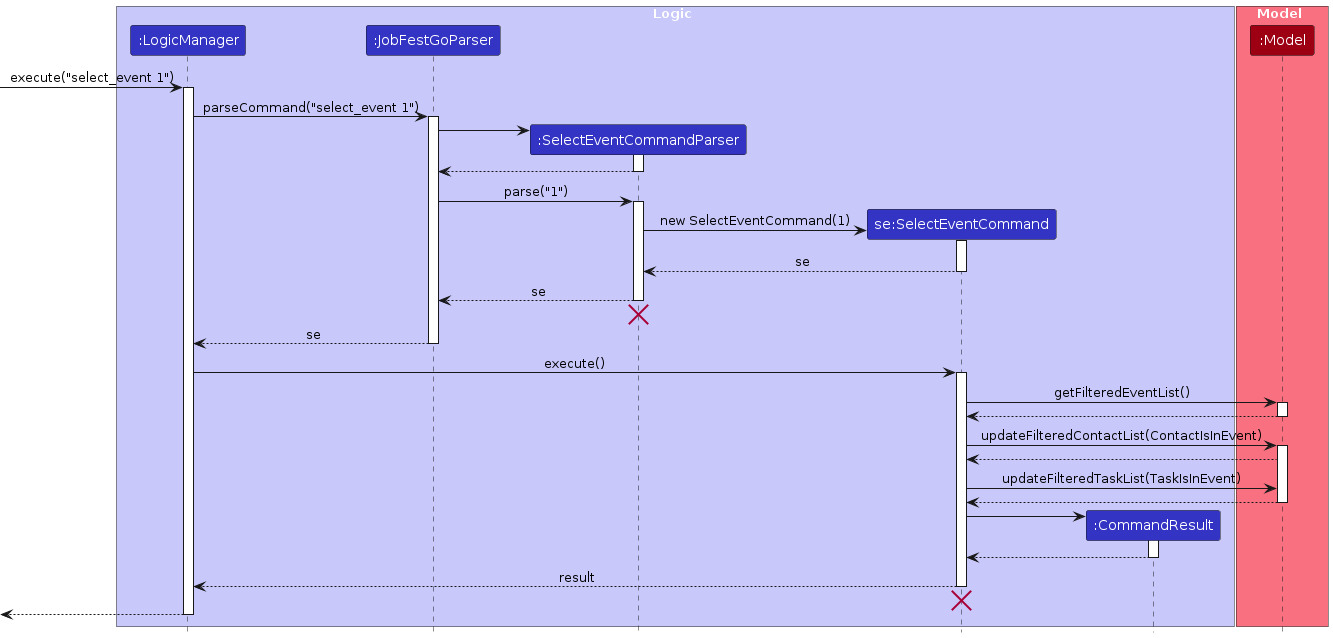 Logic
Model
:LogicManager
:JobFestGoParser
:Model
execute("select_event 1")
parseCommand("select_event 1")
:SelectEventCommandParser
parse("1")
new SelectEventCommand(1)
se:SelectEventCommand
se
se
se
execute()
getFilteredEventList()
updateFilteredContactList(ContactIsInEvent)
updateFilteredTaskList(TaskIsInEvent)
:CommandResult
result